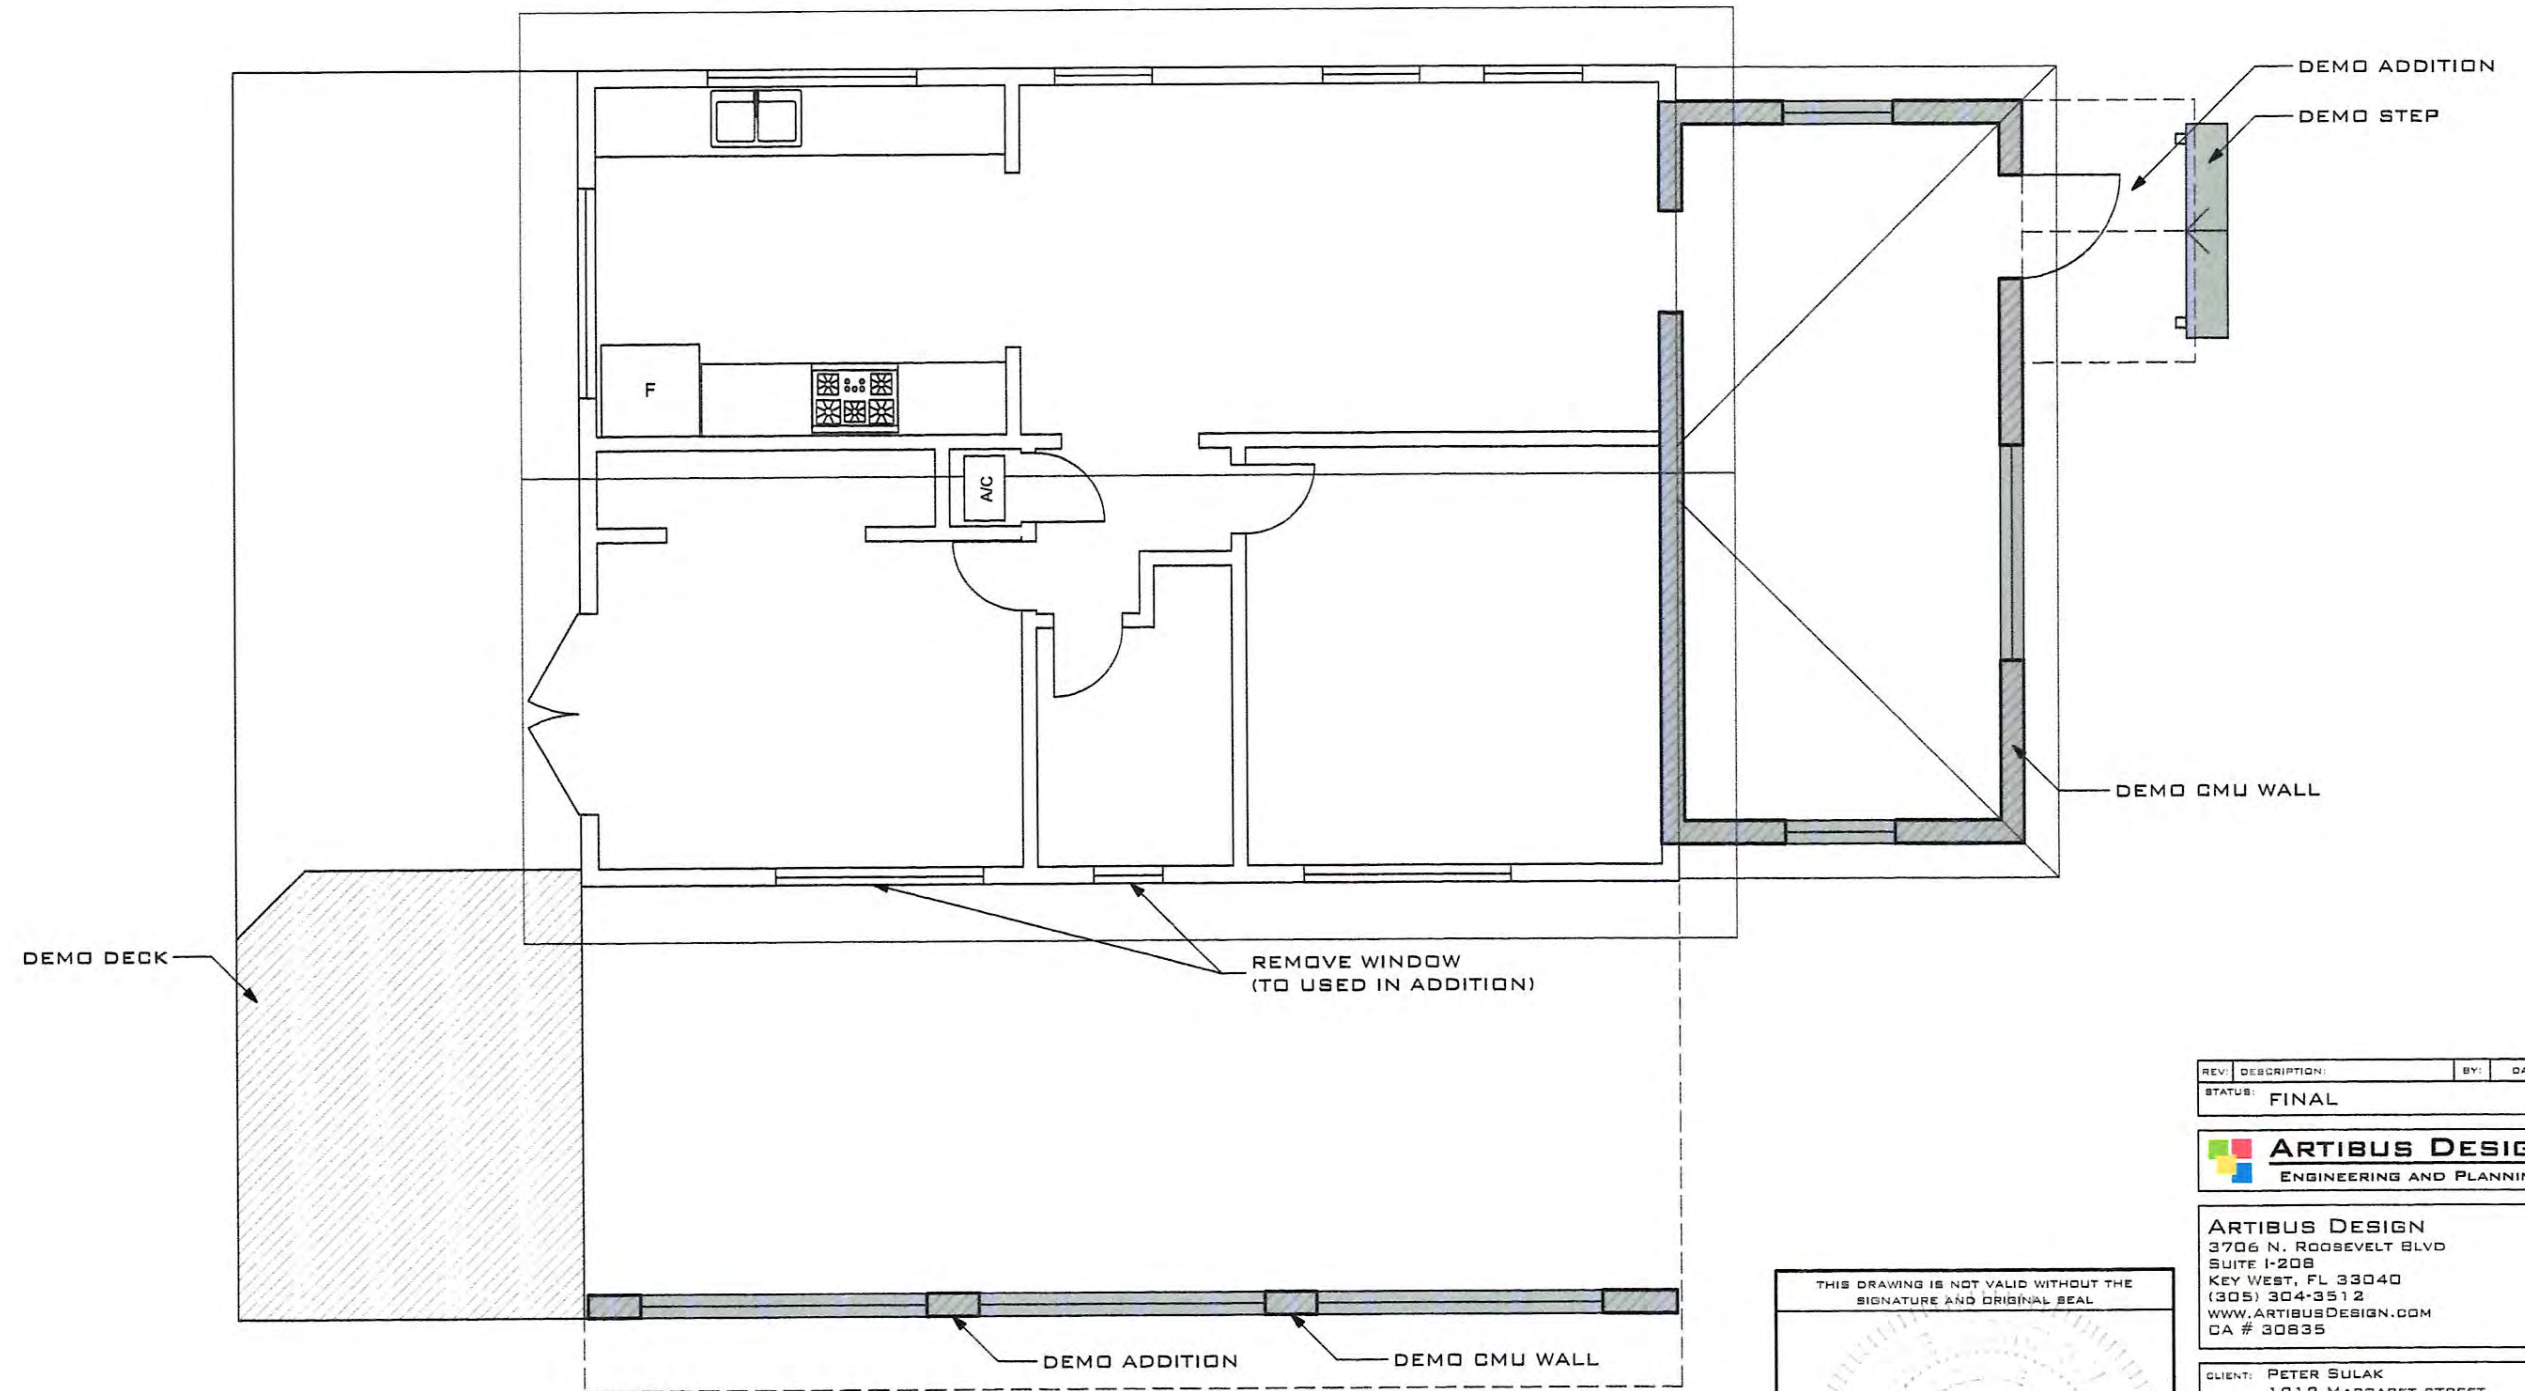 DEMO ADDITION
DEMO STEP
F
A/C
DEMO CMU WALL
DEMO DECK
REMOVE WINDOW
(TO USED IN ADDITION)
DEMO ADDITION
DEMO CMU WALL
THIS DRAWING IS NOT VALID WITHOUT THE
SIGNATURE AND ORIGINAL SEAL
REV: DESCRIPTION: BY:
STATUS: FINAL
ARTIBUS
ENGINEERING AND
ARTIBUS DESIGN
3706 N. ROOSEVELT BLVD
SUITE I-208
KEY WEST, FL 33040
(305) 304-3512
WWW.ARTIBUSDESIGN.COM
CA # 30835
CLIENT: PETER SULAK